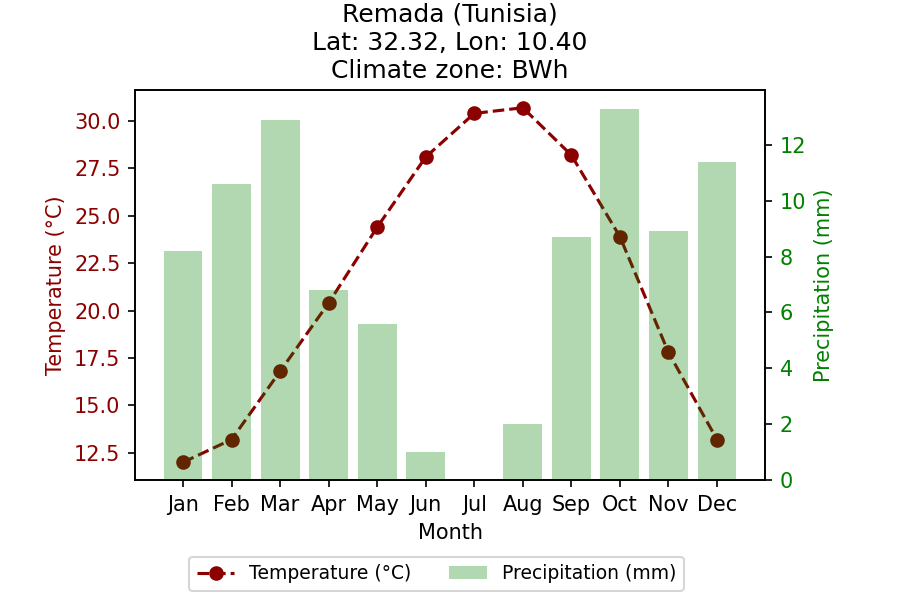 Remada (Tunisia)
Lat: 32.32, Lon: 10.40
Climate zone: BWh
Temperature (°C)
30.0
27.5
25.0
22.5
20.0
17.5
15.0
12.5
12
10
8
6
4
2
0
Precipitation (mm)
Jan Feb Mar Apr May Jun Jul Aug Sep Oct Nov Dec
Month
Temperature (°C) Precipitation (mm)